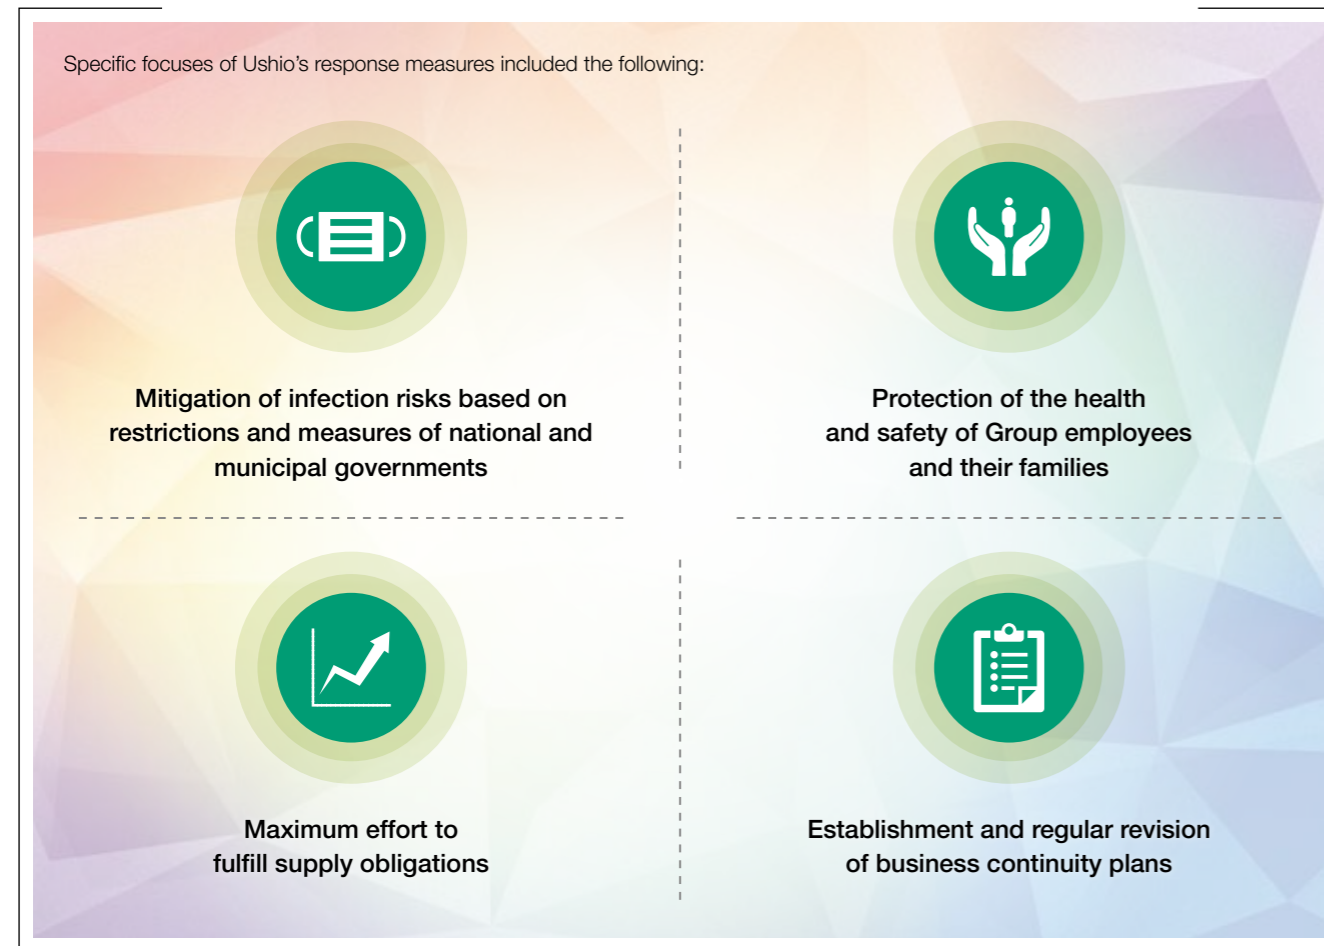 Specific focuses of Ushio’s response measures included the following:
Mitigation of infection risks based on
restrictions and measures of national and
municipal governments
Protection of the health
and safety of Group employees
and their families
Maximum effort to
fulfill supply obligations
Establishment and regular revision
of business continuity plans